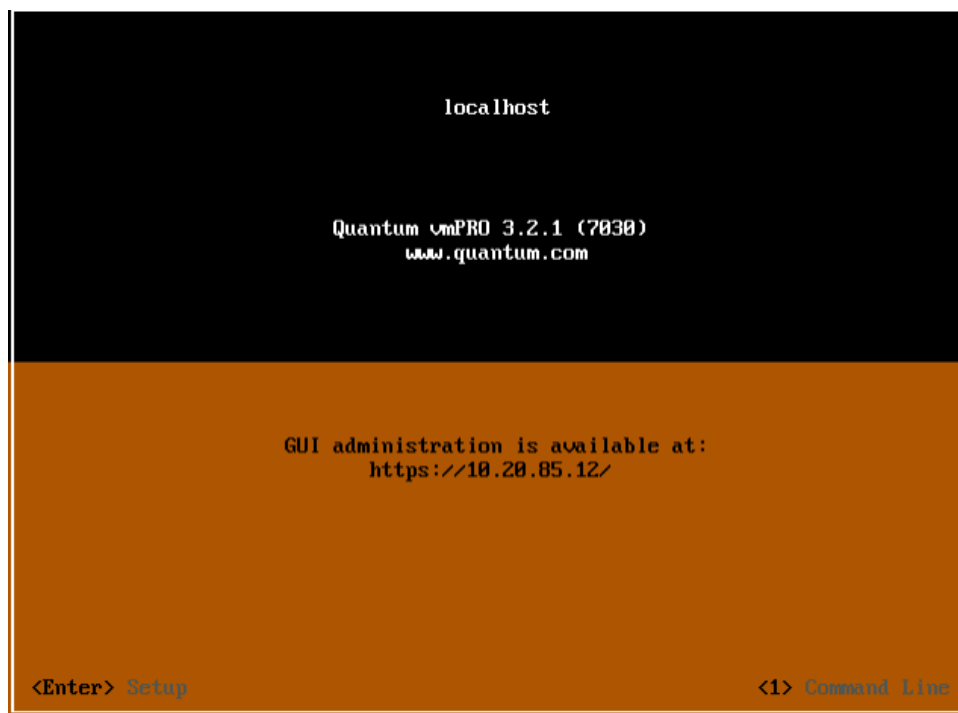 localhost
Quantum vmPRO 3.2.1 (7030)
www.quantum.com
GUI administration is available at:
https://10.20.85.12/
<Enter> Setup
<1> Command Line